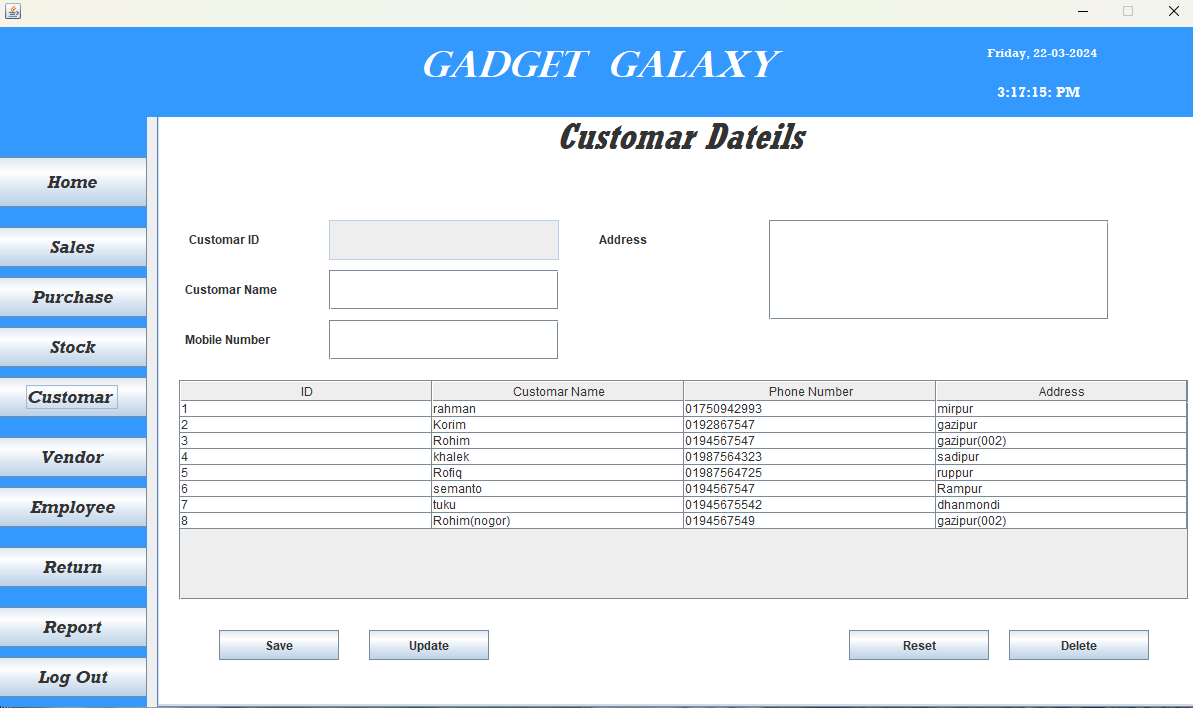 GADGET GALAXY
Friday, 22-03-2024
3:17:15: PM
Home
Sales
Purchase
Stock
Customar
Vendor
Employee
Return
Report
Log Out
Customar Dateils
Customar ID
Address
Customar Name
Mobile Number
ID Customar Name Phone Number Address
1 rahman 01750942993 mirpur
2 Korim 0192867547 gazipur
3 Rohim 0194567547 gazipur(002)
4 khalek 01987564323 sadipur
5 Rofiq 01987564725 ruppur
6 semanto 0194567547 Rampur
7 tuku 01945675542 dhanmondi
8 Rohim(nogor) 0194567549 gazipur(002)
Save Update Reset Delete